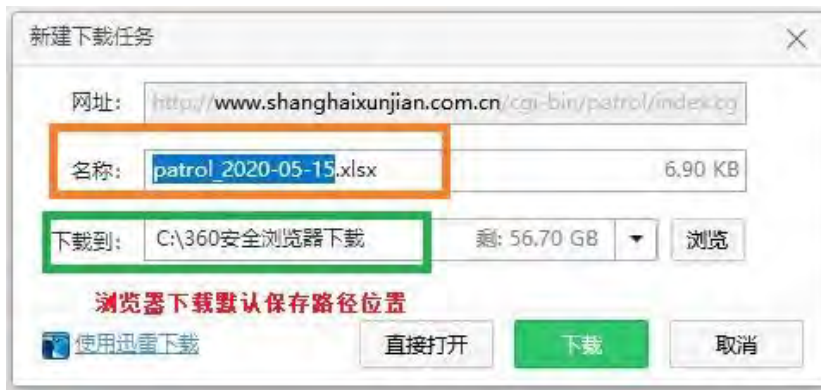 新建下载任务
网址: http://www.shanghaixunjian.com.cn/cgi-bin/patrol/index.cg
名称: patrol_2020-05-15.xlsx 6.90 KB
下载到: C:\360安全浏览器下载 剩: 56.70 GB 浏览
浏览器下载默认保存路径位置
使用迅雷下载 直接打开 下载 取消